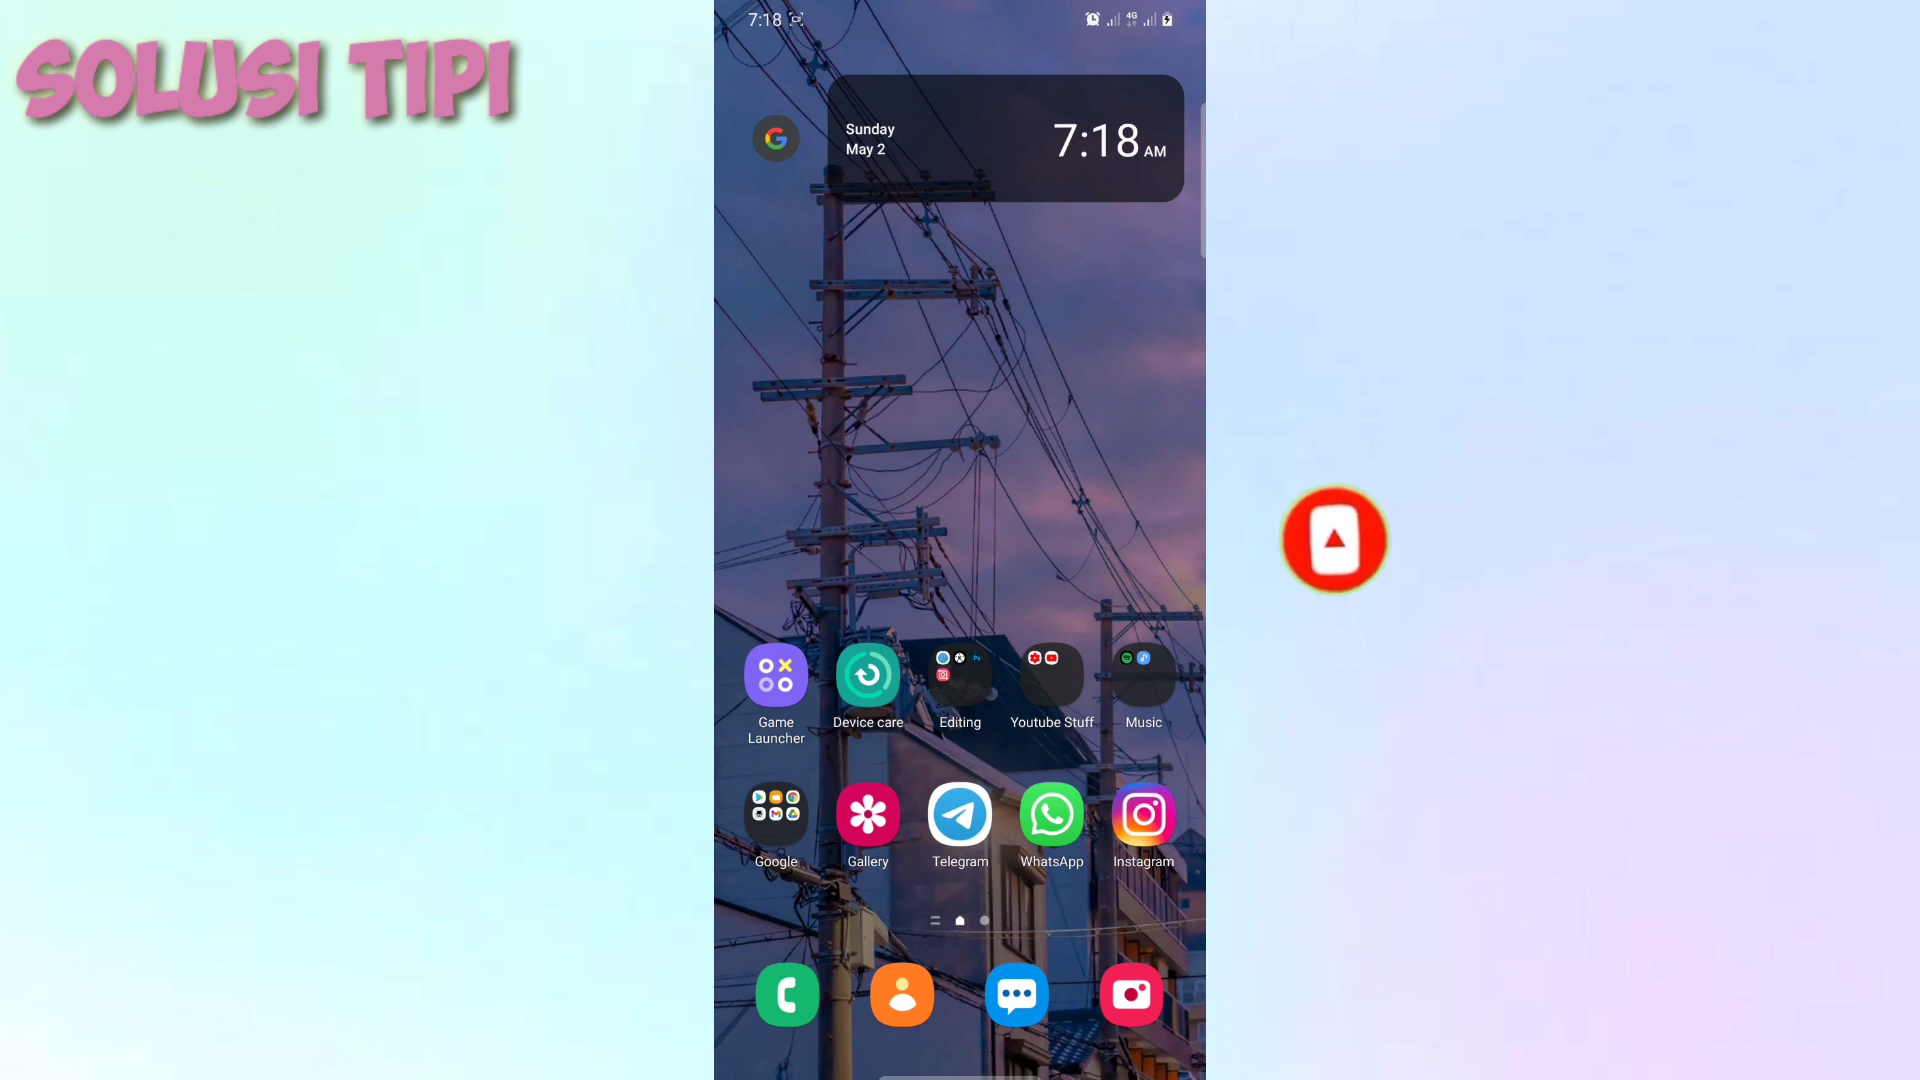 SOLUSI TIPI
7:18
4G
Sunday
May 2
7:18 AM
Game Launcher
Device care
Editing
Youtube Stuff
Music
Google
Gallery
Telegram
WhatsApp
Instagram